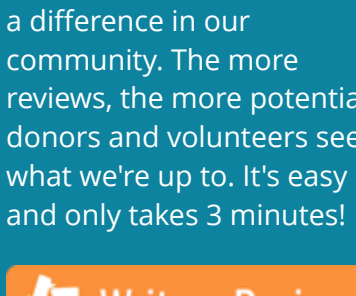 a difference in our
community. The more
reviews, the more potentia
donors and volunteers see
what we're up to. It's easy
and only takes 3 minutes!